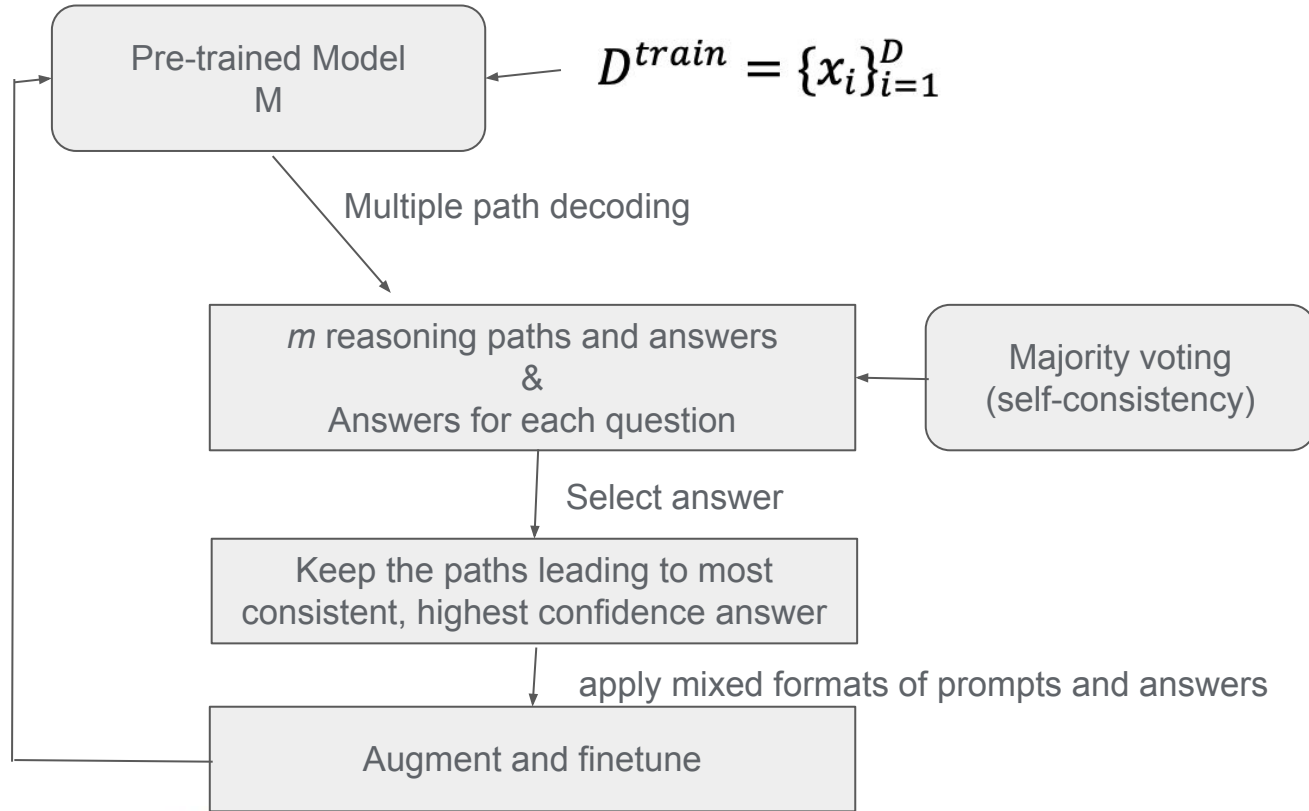 Pre-trained Model
M
D^{train} = \{x_i\}_{i=1}^{D}
Multiple path decoding
m reasoning paths and answers
&
Answers for each question
Majority voting
(self-consistency)
Select answer
Keep the paths leading to most
consistent, highest confidence answer
apply mixed formats of prompts and answers
Augment and finetune